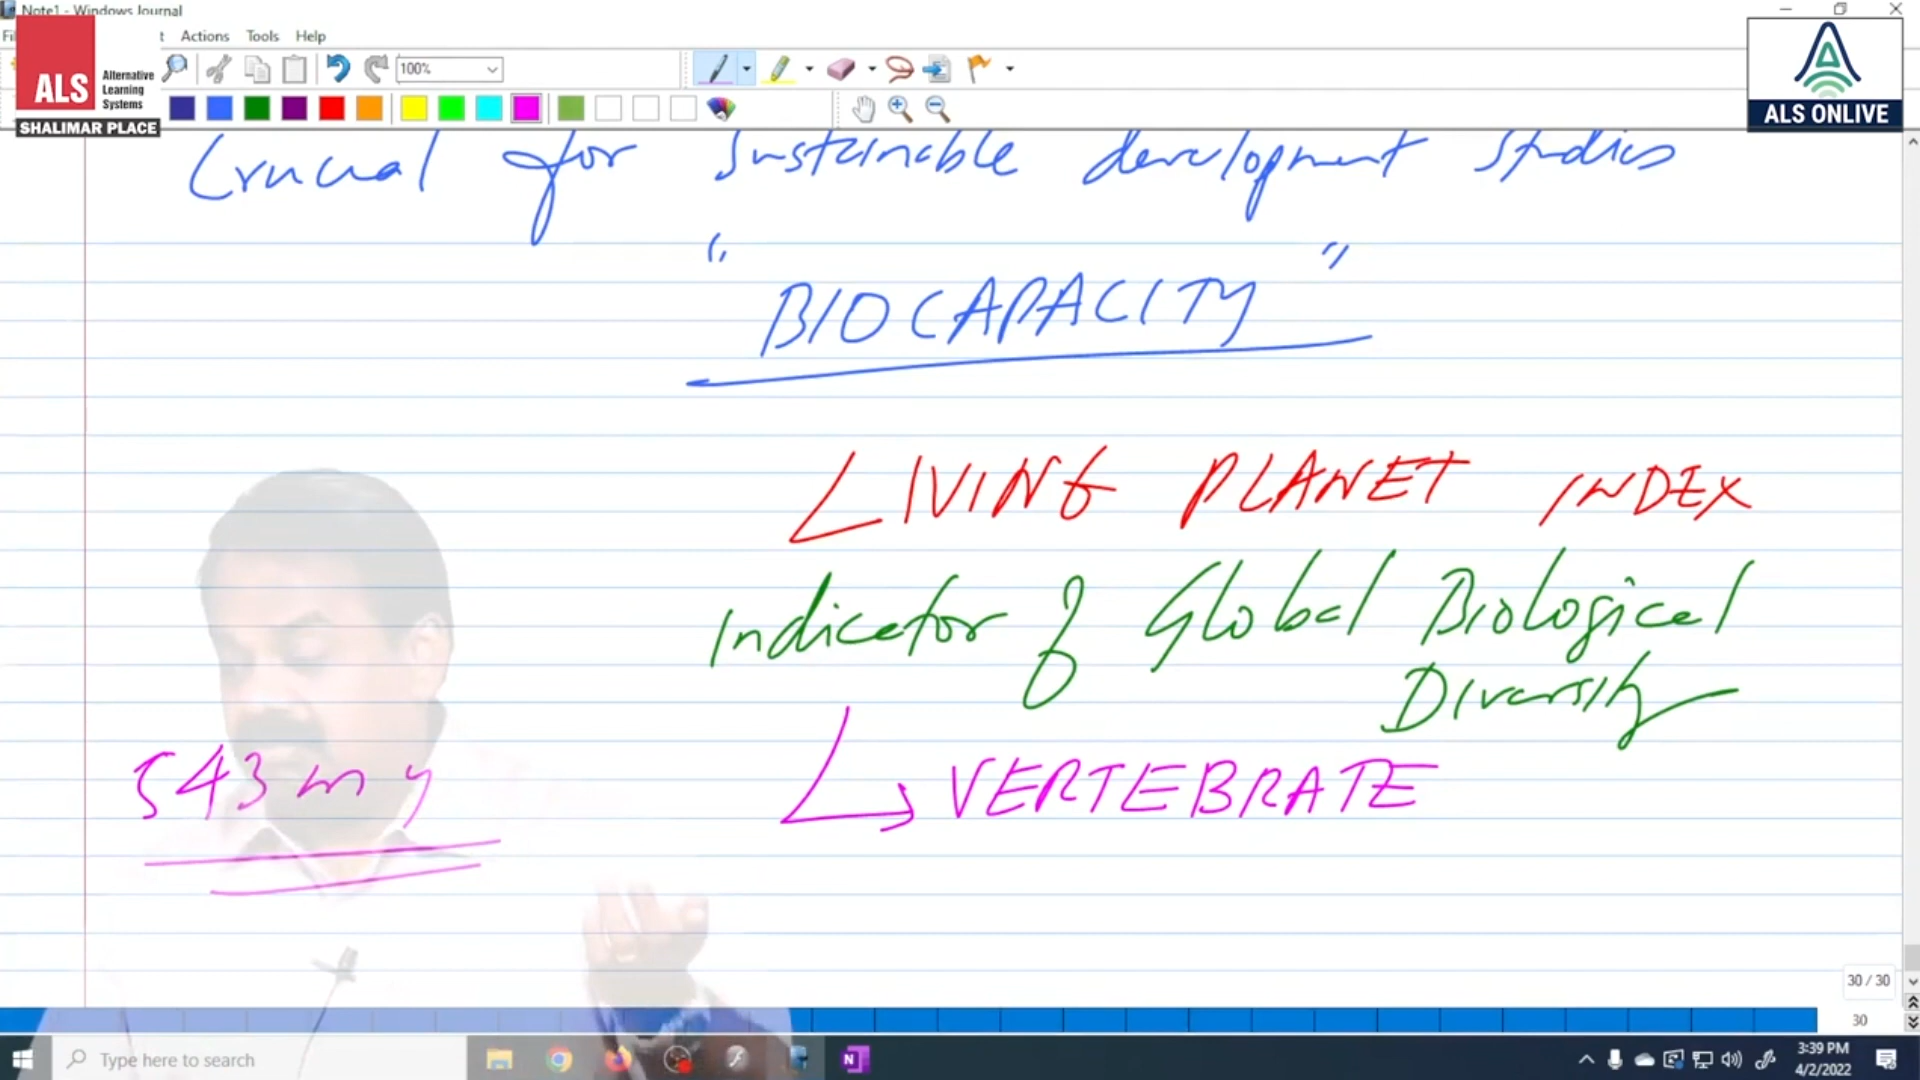 Note1 - Windows Journal
Actions Tools Help
ALS
Alternative
Learning
Systems
SHALIMAR PLACE
100%
ALS ONLIVE
Crucial for Sustainable development studies
"BIOCAPACITY"
LIVING PLANET INDEX
Indicator of Global Biological
Diversity
543 my
VERTEBRATE
30 / 30
30
Type here to search
3:39 PM
4/2/2022